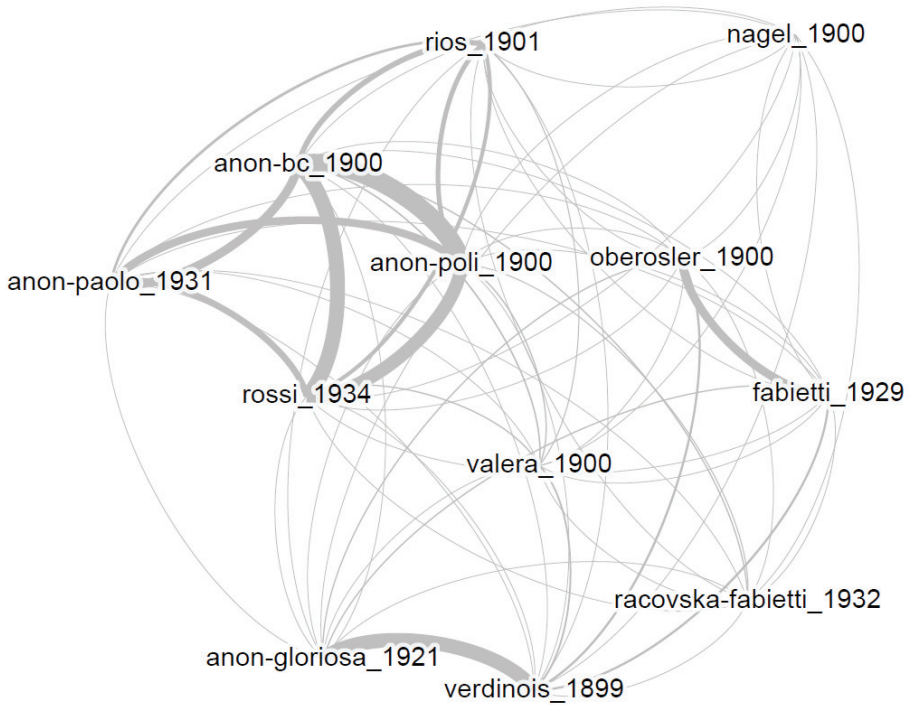 rios_1901
nagel_1900
anon-bc_1900
anon-poli_1900
oberosler_1900
anon-paolo_1931
rossi_1934
fabietti_1929
valera_1900
racovska-fabietti_1932
anon-gloriosa_1921
verdinois_1899